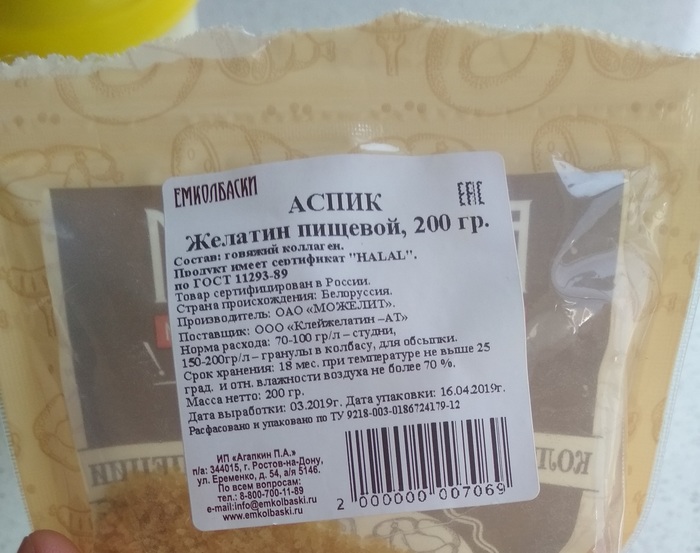 ЕМКОЛБАСКИ
EAC
АСПИК
Желатин пищевой, 200 гр.
Состав: говяжий коллаген.
Продукт имеет сертификат "HALAL".
по ГОСТ 11293-89
Товар сертифицирован в России.
Страна происхождения: Белоруссия.
Производитель: ОАО «МОЖЕЛИТ».
Поставщик: ООО «Клейжелатин –АТ»
Норма расхода: 70-100 гр/л – студни,
150-200гр/л – гранулы в колбасу, для обсыпки.
Срок хранения: 18 мес. при температуре не выше 25
град. и отн. влажности воздуха не более 70 %.
Масса нетто: 200 гр.
Дата выработки: 03.2019г. Дата упаковки: 16.04.2019г.
Расфасовано и упаковано по ТУ 9218-003-0186724179-12
ИП «Агапкин П.А.»
п/а: 344015, г. Ростов-на-Дону,
ул. Еременко, д. 54, а/я 5146.
По всем вопросам:
тел.: 8-800-700-11-89
e-mail:info@emkolbaski.ru
www.emkolbaski.ru
2 000000 007069